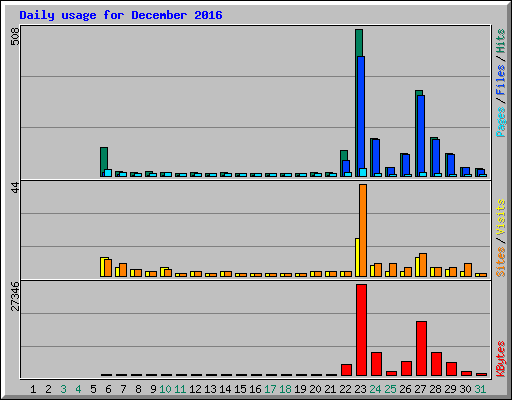 Daily usage for December 2016
508
Pages / Files / Hits
44
Sites / Visits
27346
KBytes
1 2 3 4 5 6 7 8 9 10 11 12 13 14 15 16 17 18 19 20 21 22 23 24 25 26 27 28 29 30 31